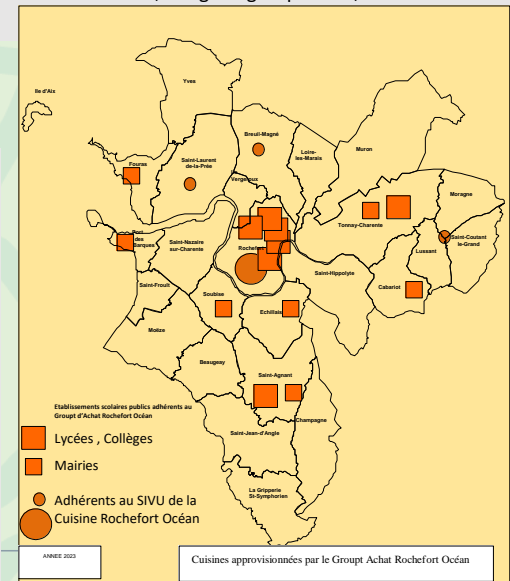 Yves
Ile d'Aix
Breuil-Magné
Saint-Laurent
de-la-Prée
Loire-
les-Marais
Muron
Fouras
Vergeroux
Moragne
Tonnay-Charente
Port
des
Barques
Saint-Nazaire
sur-Charente
Rochefort
Saint-Coutant
le-Grand
Lussant
Saint-Hippolyte
Saint-Froult
Cabariot
Soubise
Echillais
Moëze
Beaugeay
Saint-Agnant
Champagne
Saint-Jean-d'Angle
La Gripperie
St-Symphorien
Etablissements scolaires publics adhérents au
Groupt d'Achat Rochefort Océan
Lycées , Collèges
Mairies
Adhérents au SIVU de la
Cuisine Rochefort Océan
ANNEE 2023
Cuisines approvisionnées par le Groupt Achat Rochefort Océan